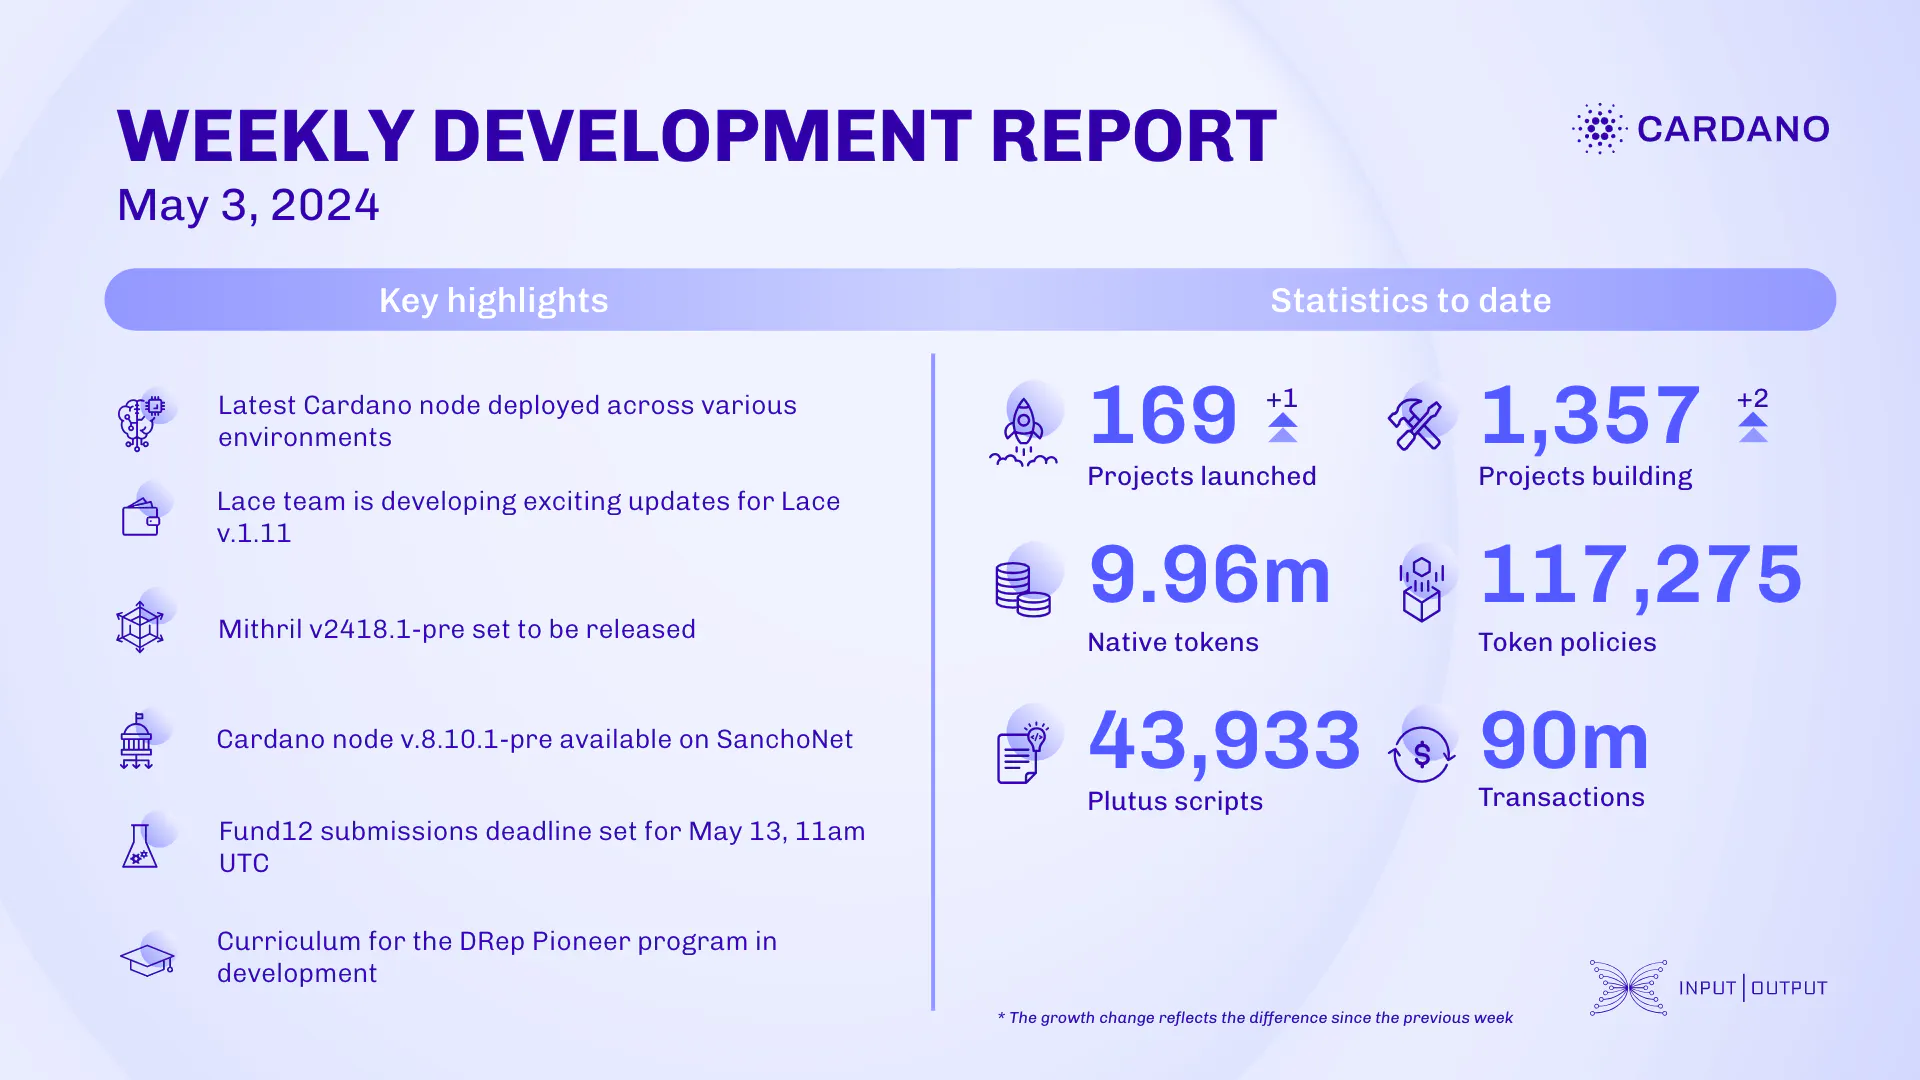 WEEKLY DEVELOPMENT REPORT
May 3, 2024
CARDANO
Key highlights
Statistics to date
Latest Cardano node deployed across various
environments
Lace team is developing exciting updates for Lace
v.1.11
Mithril v2418.1-pre set to be released
Cardano node v.8.10.1-pre available on SanchoNet
Fund12 submissions deadline set for May 13, 11am
UTC
Curriculum for the DRep Pioneer program in
development
169 +1
Projects launched
1,357 +2
Projects building
9.96m
Native tokens
117,275
Token policies
43,933
Plutus scripts
$
90m
Transactions
* The growth change reflects the difference since the previous week
INPUT|OUTPUT